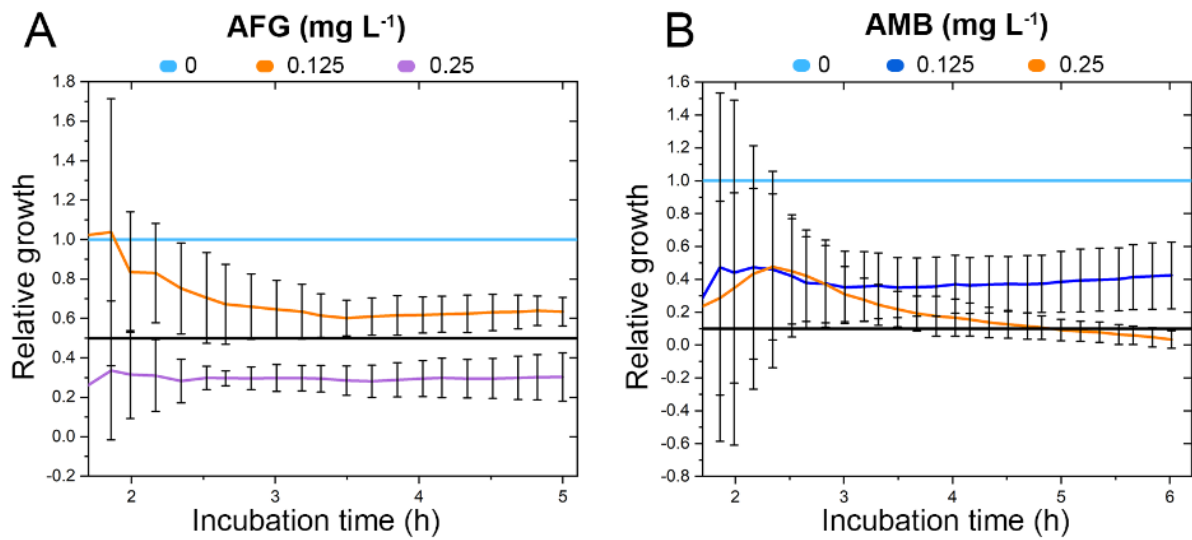 A
AFG (mg L⁻¹)
0 0.125 0.25
1.8
1.6
1.4
1.2
1.0
0.8
0.6
0.4
0.2
0.0
-0.2
Relative growth
2 3 4 5
Incubation time (h)
B
AMB (mg L⁻¹)
0 0.125 0.25
1.6
1.4
1.2
1.0
0.8
0.6
0.4
0.2
0.0
-0.2
-0.4
-0.6
-0.8
Relative growth
2 3 4 5 6
Incubation time (h)